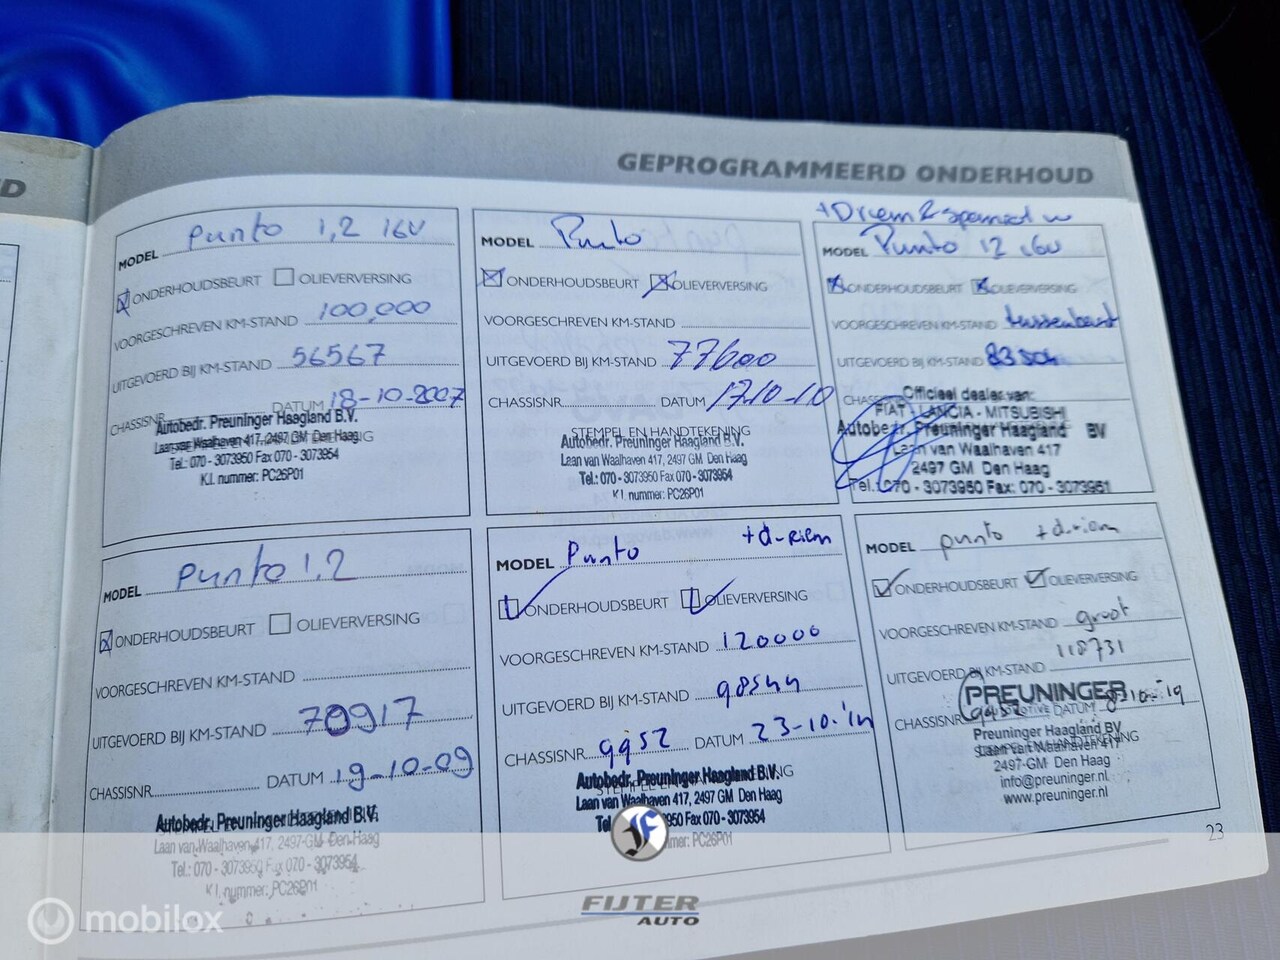 D
GEPROGRAMMEERD ONDERHOUD
MODEL Punto 1,2 16V
ONDERHOUDSBEURT OLIEVERVERSING
VOORGESCHREVEN KM-STAND 100,000
UITGEVOERD BIJ KM-STAND 56567
CHASSISNR. DATUM 18-10-2007
Autobedr. Preuninger Haagland B.V.
Laan van Waalhaven 417, 2497 GM Den Haag
Tel.: 070 - 3073950 Fax 070 - 3073954
K.I. nummer: PC26P01
MODEL Punto
ONDERHOUDSBEURT OLIEVERVERSING
VOORGESCHREVEN KM-STAND
UITGEVOERD BIJ KM-STAND 77600
CHASSISNR. DATUM 17-10-10
STEMPEL EN HANDTEKENING
Autobedr. Preuninger Haagland B.V.
Laan van Waalhaven 417, 2497 GM Den Haag
Tel.: 070 - 3073950 Fax 070 - 3073954
K.I. nummer: PC26P01
MODEL Punto 12 16V
ONDERHOUDSBEURT OLIEVERVERSING
VOORGESCHREVEN KM-STAND tussenbeurt
UITGEVOERD BIJ KM-STAND
Officieel dealer van:
FIAT - LANCIA - MITSUBISHI
Autobedr. Preuninger Haagland BV
Laan van Waalhaven 417
2497 GM Den Haag
Tel.: 070 - 3073950 Fax: 070 - 3073951
MODEL Punto 1.2
ONDERHOUDSBEURT OLIEVERVERSING
VOORGESCHREVEN KM-STAND
UITGEVOERD BIJ KM-STAND 70917
CHASSISNR. DATUM 19-10-09
Autobedr. Preuninger Haagland B.V.
Laan van Waalhaven 417, 2497 GM Den Haag
Tel.: 070 - 3073950 Fax 070 - 3073954
K.I. nummer: PC26P01
MODEL Punto +d-riem
ONDERHOUDSBEURT OLIEVERVERSING
VOORGESCHREVEN KM-STAND 120000
UITGEVOERD BIJ KM-STAND 98544
CHASSISNR. 9952 DATUM 23-10-'14
Autobedr. Preuninger Haagland B.V.
Laan van Waalhaven 417, 2497 GM Den Haag
Tel. 950 Fax 070 - 3073954
mmer: PC26P01
MODEL punto +d-riem
ONDERHOUDSBEURT OLIEVERVERSING
VOORGESCHREVEN KM-STAND groot
UITGEVOERD BIJ KM-STAND 118731
PREUNINGER
CHASSISNR. 9952 DATUM 8-10-'19
Preuninger Haagland BV
Laan van Waalhaven 417
2497-GM Den Haag
info@preuninger.nl
www.preuninger.nl
23
mobilox
FIJTER
AUTO